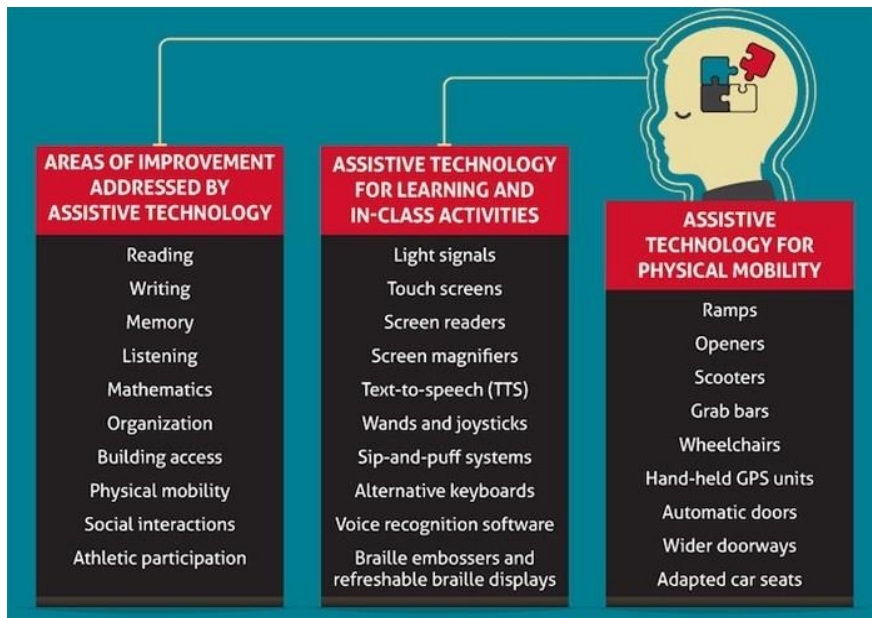 AREAS OF IMPROVEMENT
ADDRESSED BY
ASSISTIVE TECHNOLOGY
Reading
Writing
Memory
Listening
Mathematics
Organization
Building access
Physical mobility
Social interactions
Athletic participation
ASSISTIVE TECHNOLOGY
FOR LEARNING AND
IN-CLASS ACTIVITIES
Light signals
Touch screens
Screen readers
Screen magnifiers
Text-to-speech (TTS)
Wands and joysticks
Sip-and-puff systems
Alternative keyboards
Voice recognition software
Braille embossers and
refreshable braille displays
ASSISTIVE
TECHNOLOGY FOR
PHYSICAL MOBILITY
Ramps
Openers
Scooters
Grab bars
Wheelchairs
Hand-held GPS units
Automatic doors
Wider doorways
Adapted car seats